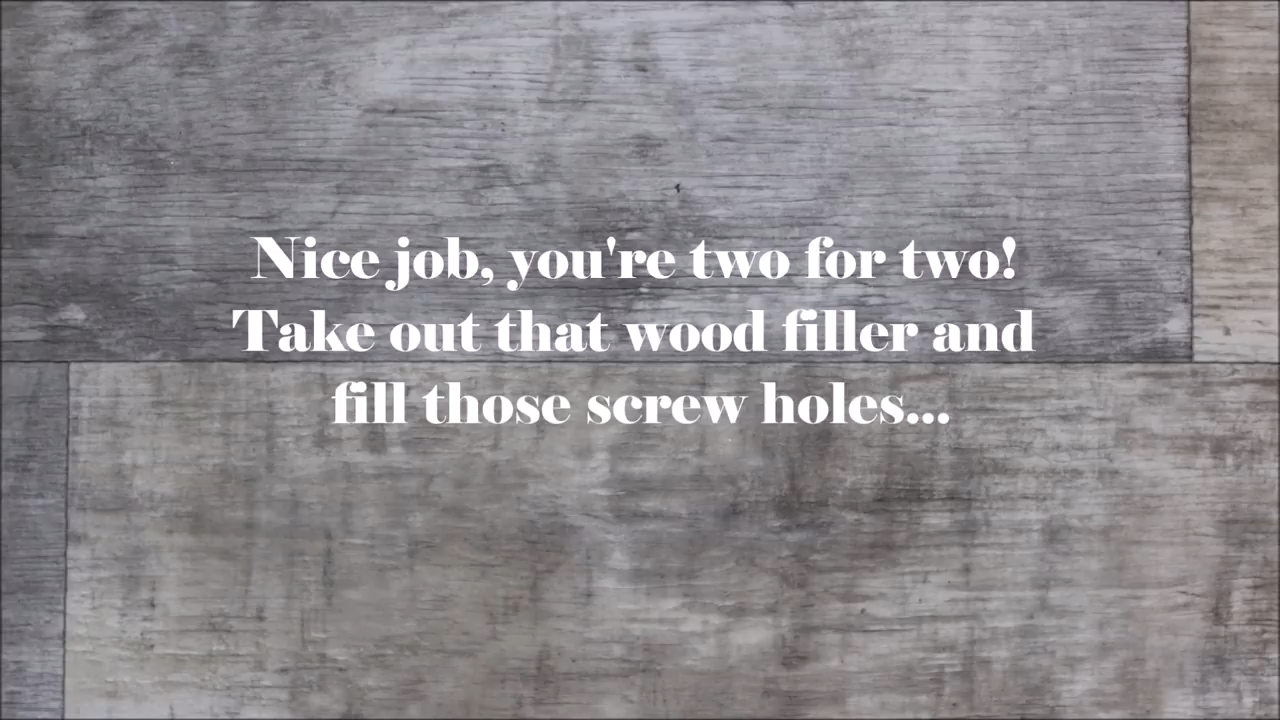 Nice job, you're two for two!
Take out that wood filler and
fill those screw holes...